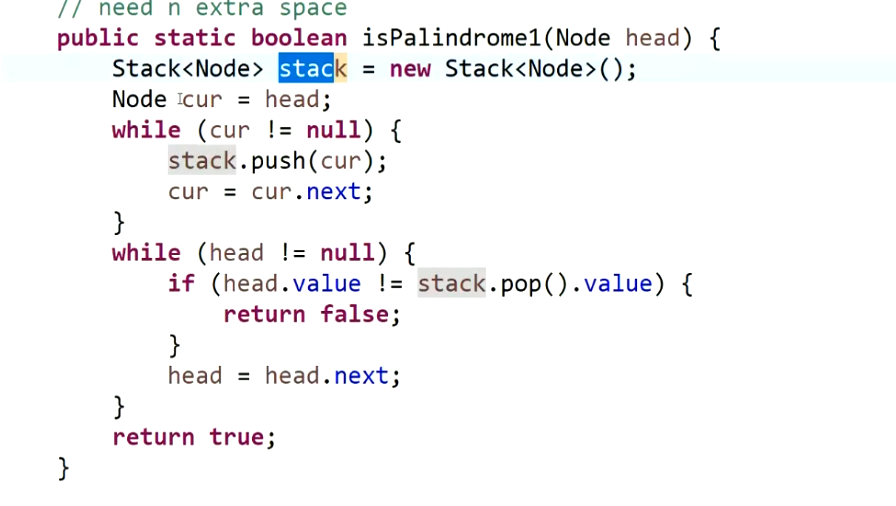 // need n extra space
public static boolean isPalindrome1(Node head) {
Stack<Node> stack = new Stack<Node>();
Node cur = head;
while (cur != null) {
stack.push(cur);
cur = cur.next;
}
while (head != null) {
if (head.value != stack.pop().value) {
return false;
}
head = head.next;
}
return true;
}